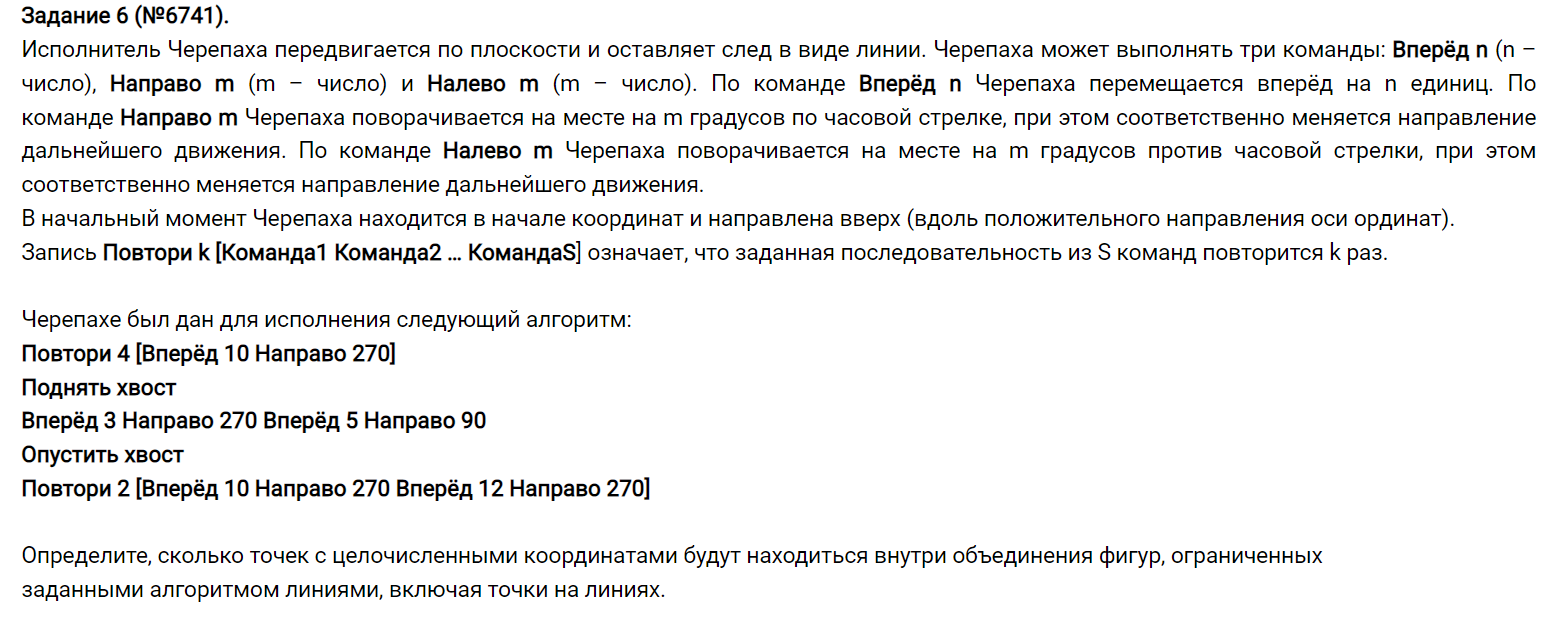 Задание 6 (№6741).
Исполнитель Черепаха передвигается по плоскости и оставляет след в виде линии. Черепаха может выполнять три команды: Вперёд n (n –
число), Направо m (m – число) и Налево m (m – число). По команде Вперёд n Черепаха перемещается вперёд на n единиц. По
команде Направо m Черепаха поворачивается на месте на m градусов по часовой стрелке, при этом соответственно меняется направление
дальнейшего движения. По команде Налево m Черепаха поворачивается на месте на m градусов против часовой стрелки, при этом
соответственно меняется направление дальнейшего движения.
В начальный момент Черепаха находится в начале координат и направлена вверх (вдоль положительного направления оси ординат).
Запись Повтори k [Команда1 Команда2 … КомандаS] означает, что заданная последовательность из S команд повторится k раз.
Черепахе был дан для исполнения следующий алгоритм:
Повтори 4 [Вперёд 10 Направо 270]
Поднять хвост
Вперёд 3 Направо 270 Вперёд 5 Направо 90
Опустить хвост
Повтори 2 [Вперёд 10 Направо 270 Вперёд 12 Направо 270]
Определите, сколько точек с целочисленными координатами будут находиться внутри объединения фигур, ограниченных
заданными алгоритмом линиями, включая точки на линиях.